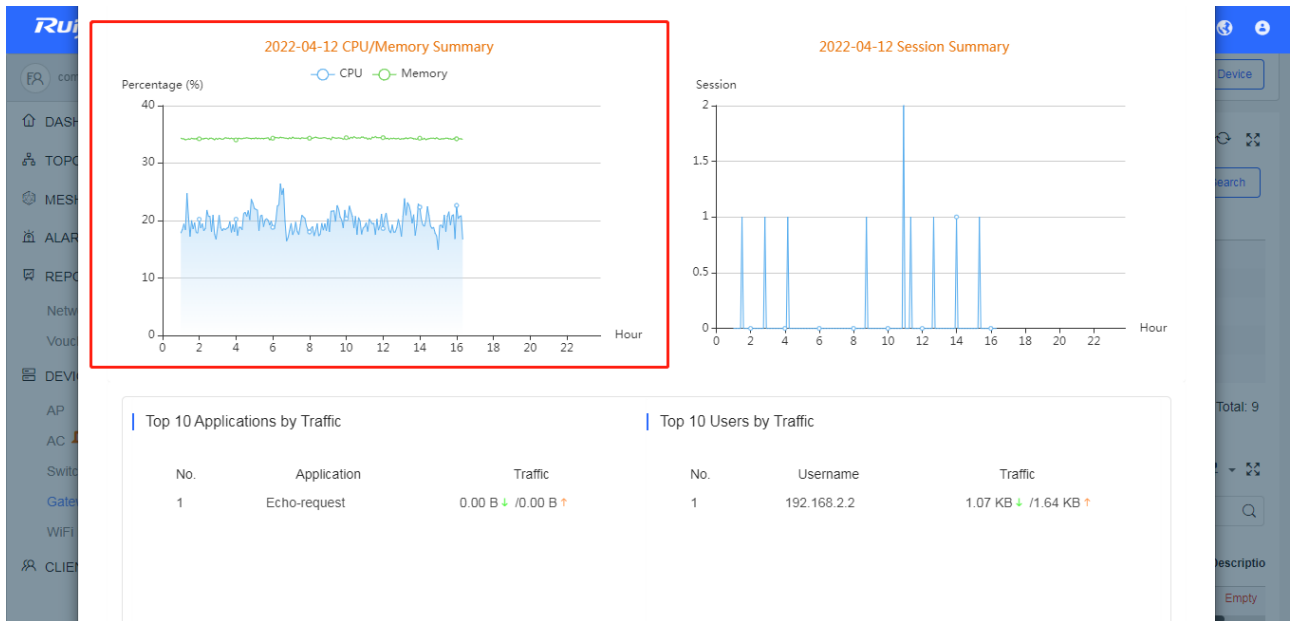 Rui
2022-04-12 CPU/Memory Summary
CPU Memory
Percentage (%)
40
30
20
10
0
0 2 4 6 8 10 12 14 16 18 20 22
Hour
2022-04-12 Session Summary
Session
2
1.5
1
0.5
0
0 2 4 6 8 10 12 14 16 18 20 22
Hour
Top 10 Applications by Traffic
No. Application Traffic
1 Echo-request 0.00 B↓ /0.00 B↑
Top 10 Users by Traffic
No. Username Traffic
1 192.168.2.2 1.07 KB↓ /1.64 KB↑
com
DASH
TOPO
MESH
ALAR
REPO
Netw
Vouc
DEVI
AP
AC
Switc
Gatew
WiFi
CLIEN
Device
earch
Total: 9
Descriptio
Empty